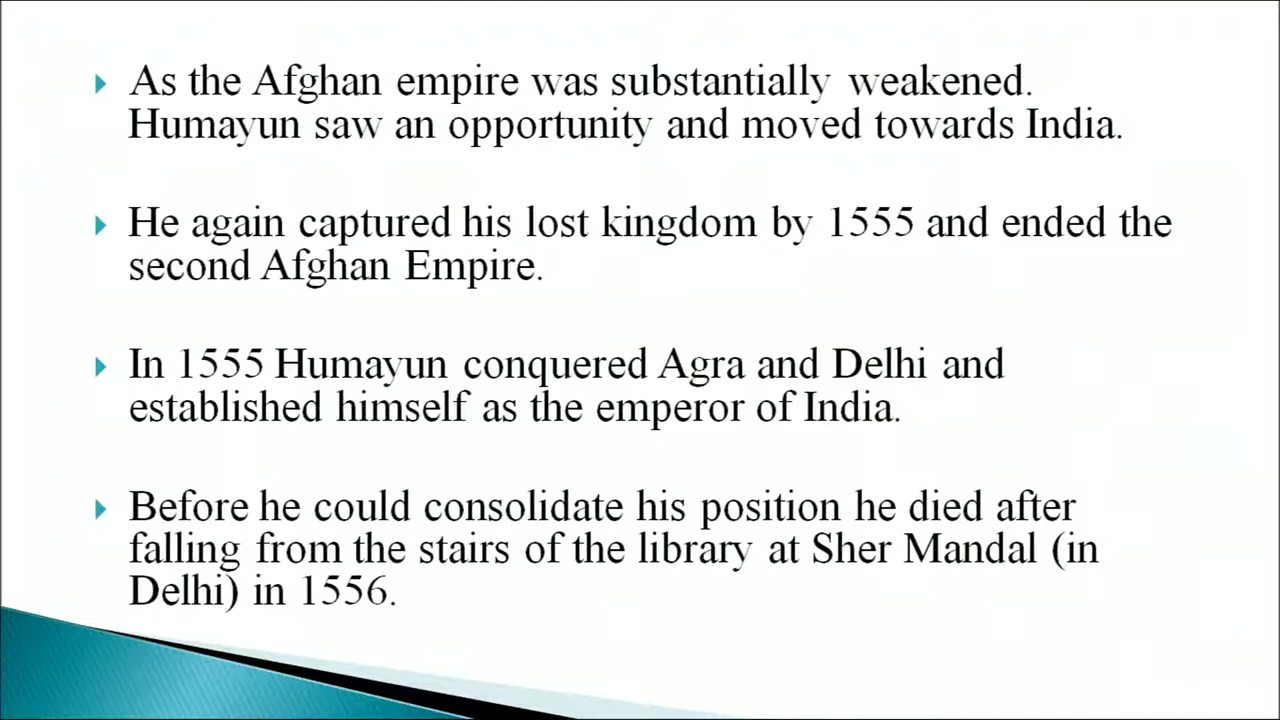 As the Afghan empire was substantially weakened.
Humayun saw an opportunity and moved towards India.
He again captured his lost kingdom by 1555 and ended the
second Afghan Empire.
In 1555 Humayun conquered Agra and Delhi and
established himself as the emperor of India.
Before he could consolidate his position he died after
falling from the stairs of the library at Sher Mandal (in
Delhi) in 1556.